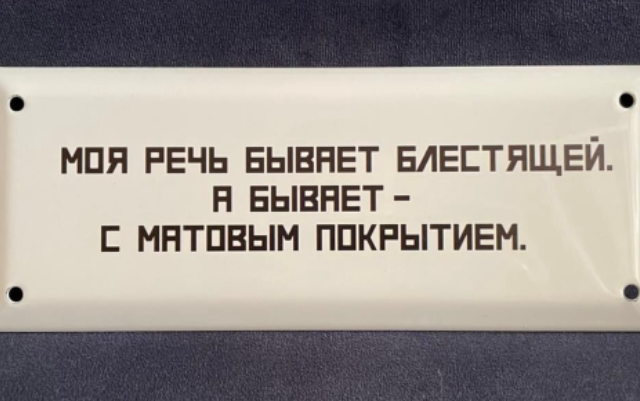 МОЯ РЕЧЬ БЫВАЕТ БЛЕСТЯЩЕЙ.
А БЫВАЕТ –
С МАТОВЫМ ПОКРЫТИЕМ.